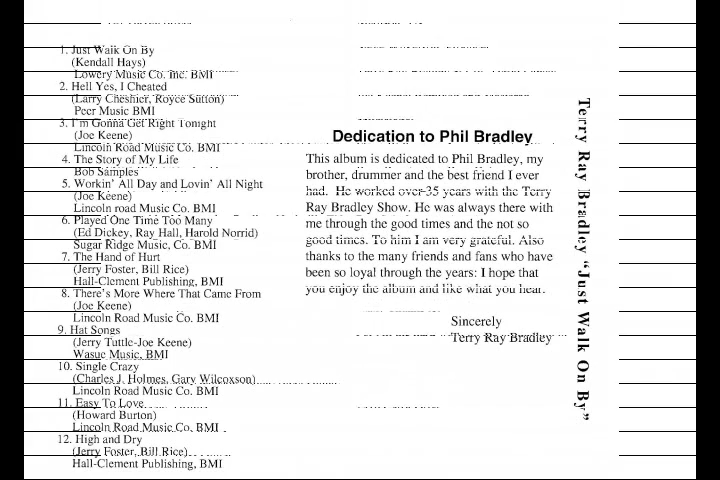 1. Just Walk On By
(Kendall Hays)
Lowery Music Co. Inc. BMI
2. Hell Yes, I Cheated
(Larry Cheshier, Royce Sutton)
Peer Music BMI
3. I'm Gonna Get Right Tonight
(Joe Keene)
Lincoln Road Music Co. BMI
4. The Story of My Life
Bob Samples
5. Workin' All Day and Lovin' All Night
(Joe Keene)
Lincoln road Music Co. BMI
6. Played One Time Too Many
(Ed Dickey, Ray Hall, Harold Norrid)
Sugar Ridge Music, Co. BMI
7. The Hand of Hurt
(Jerry Foster, Bill Rice)
Hall-Clement Publishing, BMI
8. There's More Where That Came From
(Joe Keene)
Lincoln Road Music Co. BMI
9. Hat Songs
(Jerry Tuttle-Joe Keene)
Wasue Music, BMI
10. Single Crazy
(Charles J. Holmes, Gary Wilcoxson)
Lincoln Road Music Co. BMI
11. Easy To Love
(Howard Burton)
Lincoln Road Music Co. BMI
12. High and Dry
(Jerry Foster, Bill Rice)
Hall-Clement Publishing, BMI
Dedication to Phil Bradley
This album is dedicated to Phil Bradley, my
brother, drummer and the best friend I ever
had. He worked over 35 years with the Terry
Ray Bradley Show. He was always there with
me through the good times and the not so
good times. To him I am very grateful. Also
thanks to the many friends and fans who have
been so loyal through the years: I hope that
you enjoy the album and like what you hear.
Sincerely
Terry Ray Bradley
Terry Ray Bradley "Just Walk On By"